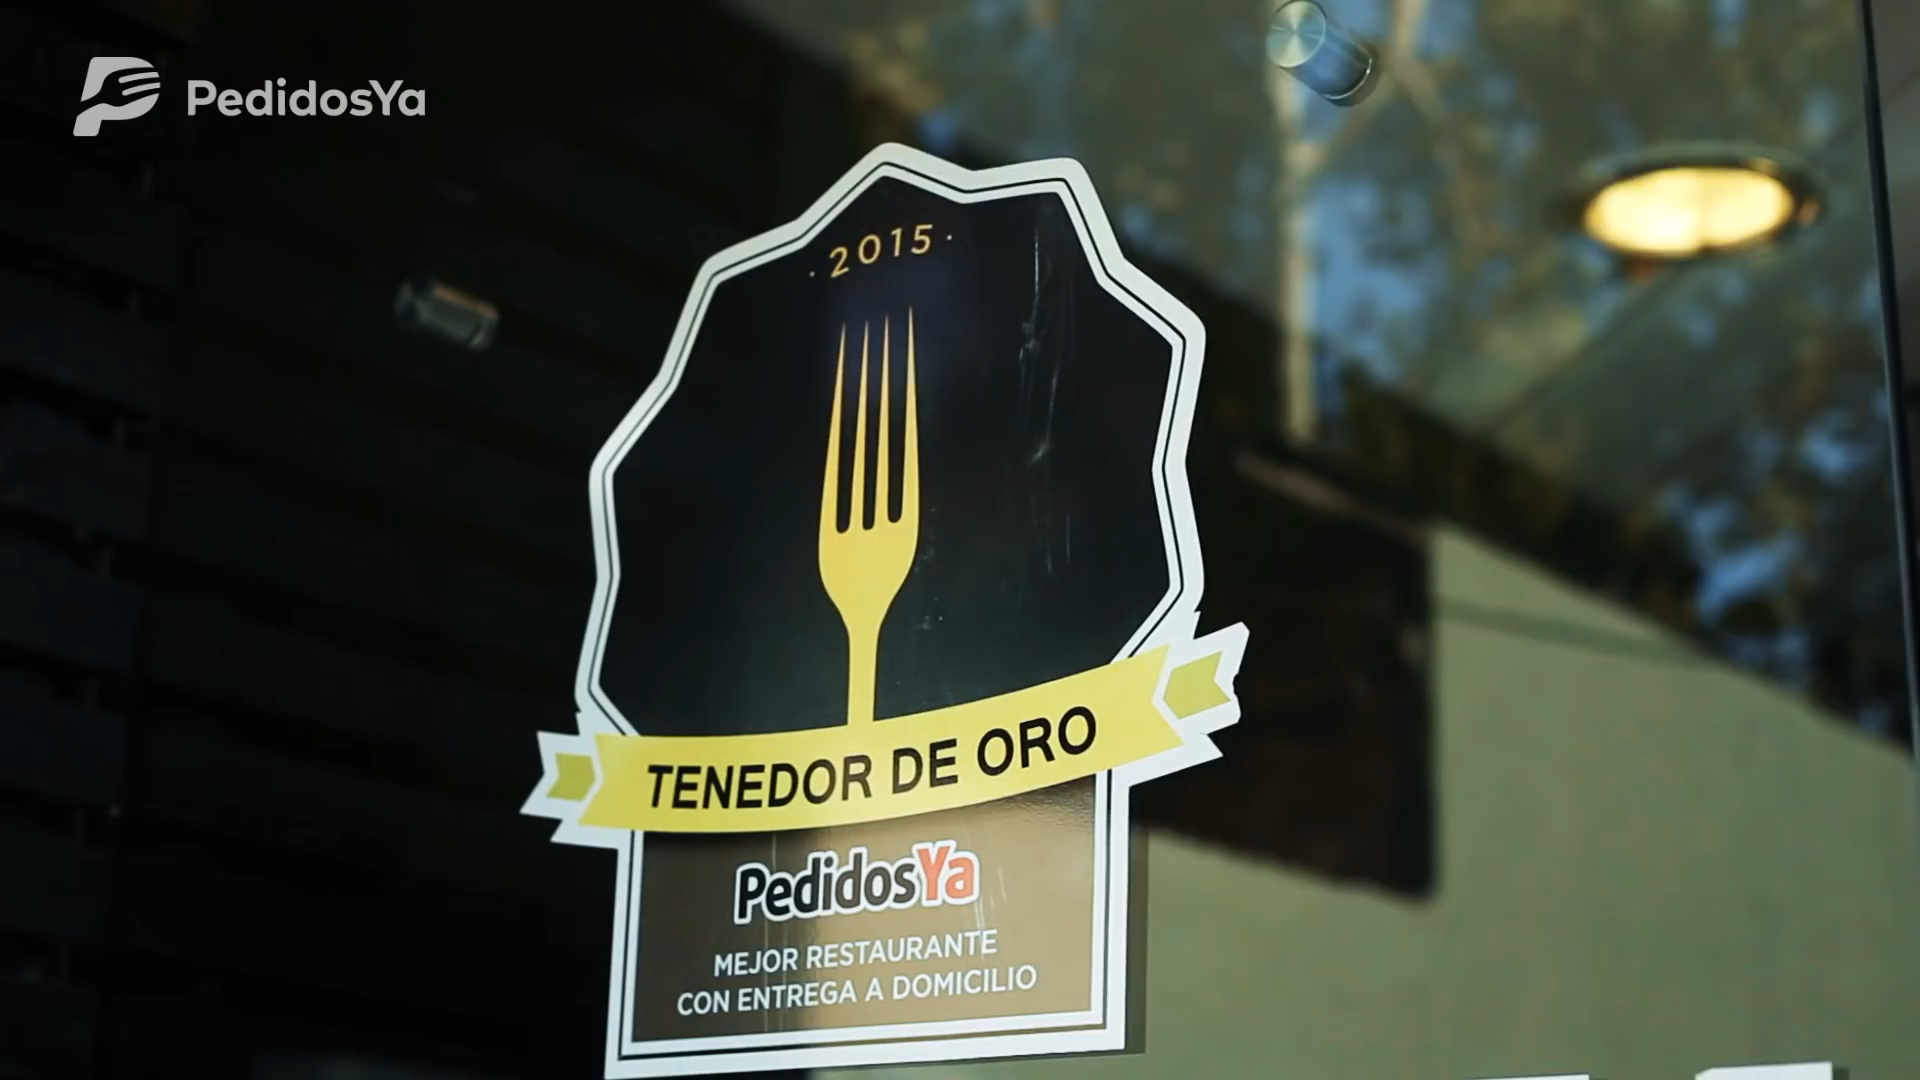 PedidosYa
· 2015 ·
TENEDOR DE ORO
PedidosYa
MEJOR RESTAURANTE
CON ENTREGA A DOMICILIO